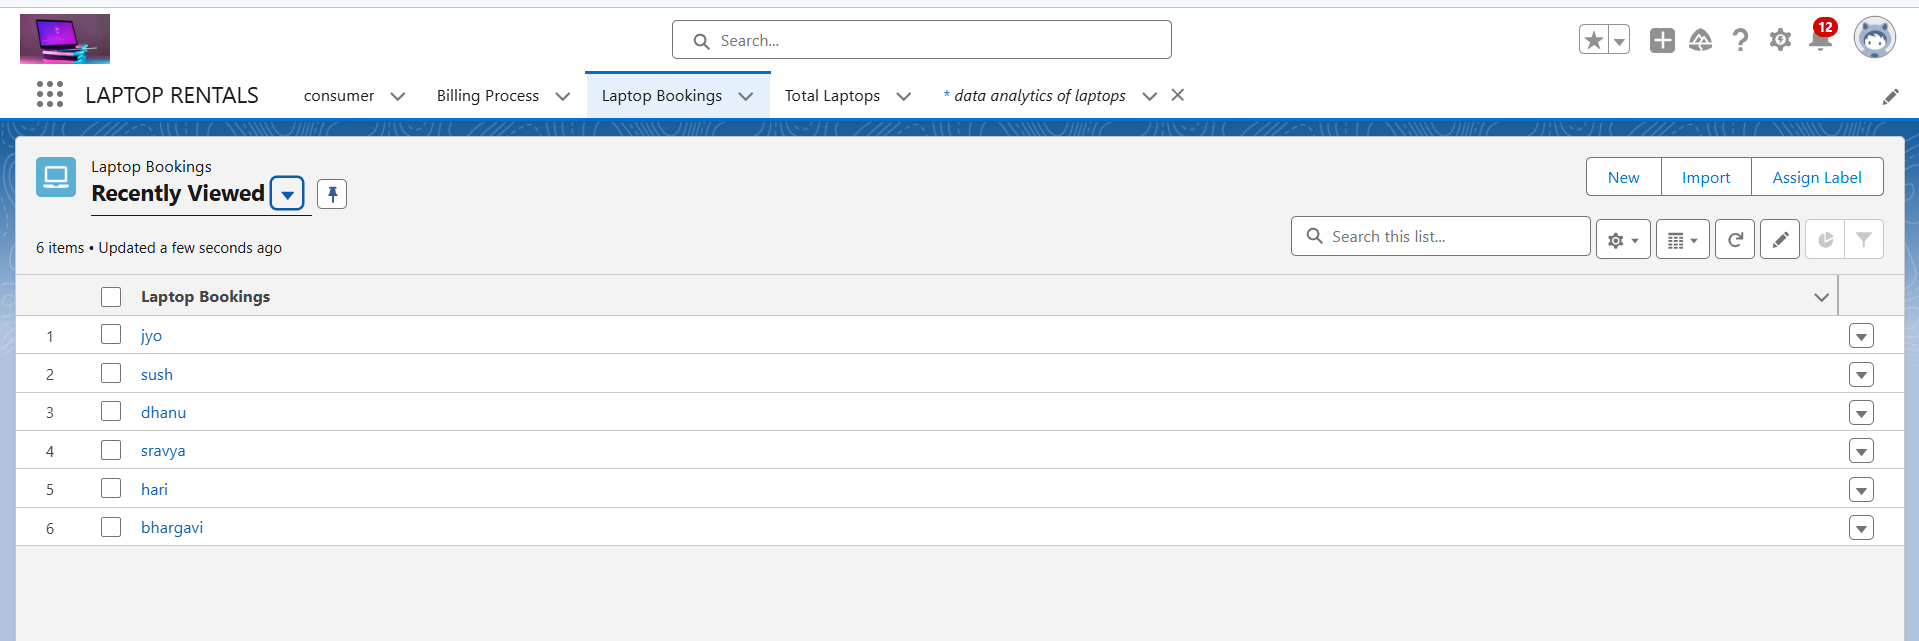 Search...
12
LAPTOP RENTALS consumer Billing Process Laptop Bookings Total Laptops * data analytics of laptops
Laptop Bookings
Recently Viewed
New Import Assign Label
6 items • Updated a few seconds ago
Search this list...
Laptop Bookings
1 jyo
2 sush
3 dhanu
4 sravya
5 hari
6 bhargavi